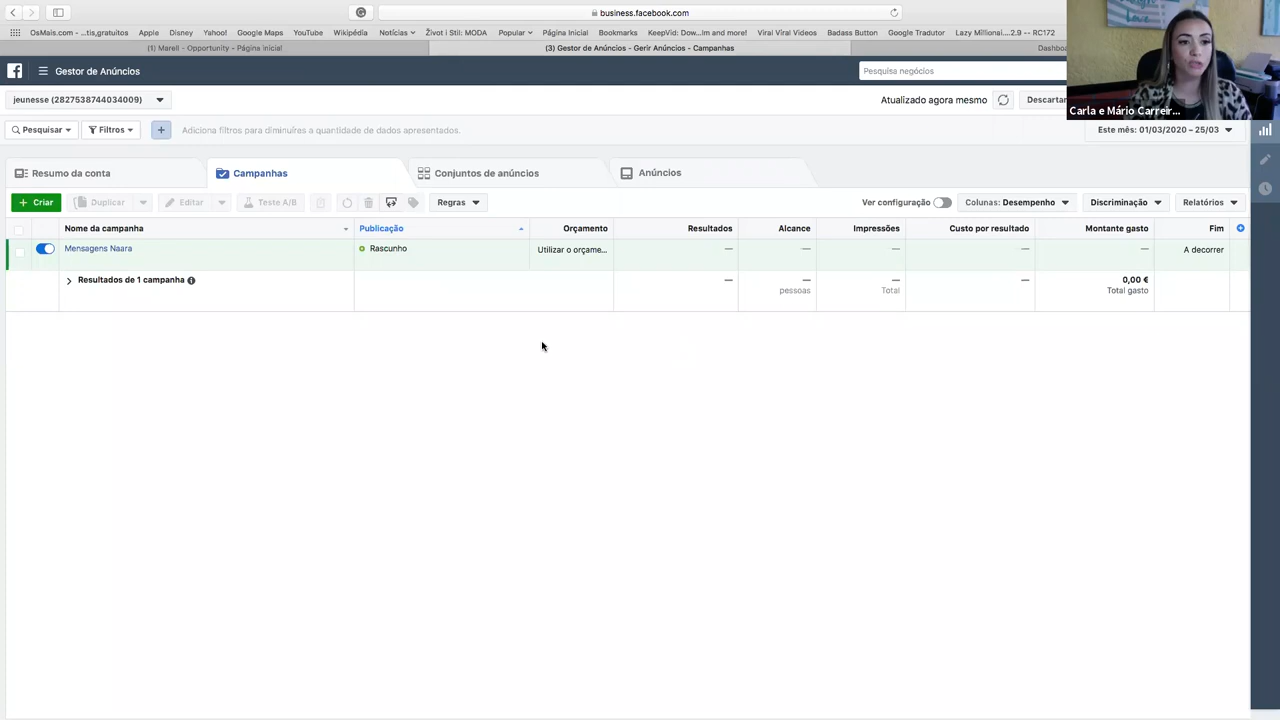 business.facebook.com
OsMais.com – ...tis,gratuitos Apple Disney Yahoo! Google Maps YouTube Wikipédia Notícias Život i Stil: MODA Popular Página Inicial Bookmarks KeepVid: Dow...lm and more! Viral Viral Videos Badass Button Google Tradutor Lazy Millionai....2.9 -- RC172
(1) Marell - Opportunity - Página inicial
(3) Gestor de Anúncios - Gerir Anúncios - Campanhas
Dashboa
Gestor de Anúncios
Pesquisa negócios
Carla e Mário Carreir...
jeunesse (2827538744034009)
Atualizado agora mesmo
Descartar
Pesquisar
Filtros
Adiciona filtros para diminuíres a quantidade de dados apresentados.
Este mês: 01/03/2020 – 25/03
Resumo da conta
Campanhas
Conjuntos de anúncios
Anúncios
+ Criar
Duplicar
Editar
Teste A/B
Regras
Ver configuração
Colunas: Desempenho
Discriminação
Relatórios
Nome da campanha Publicação Orçamento Resultados Alcance Impressões Custo por resultado Montante gasto Fim
Mensagens Naara Rascunho Utilizar o orçame... — — — — — A decorrer
Resultados de 1 campanha — — — — 0,00 €
pessoas Total Total gasto